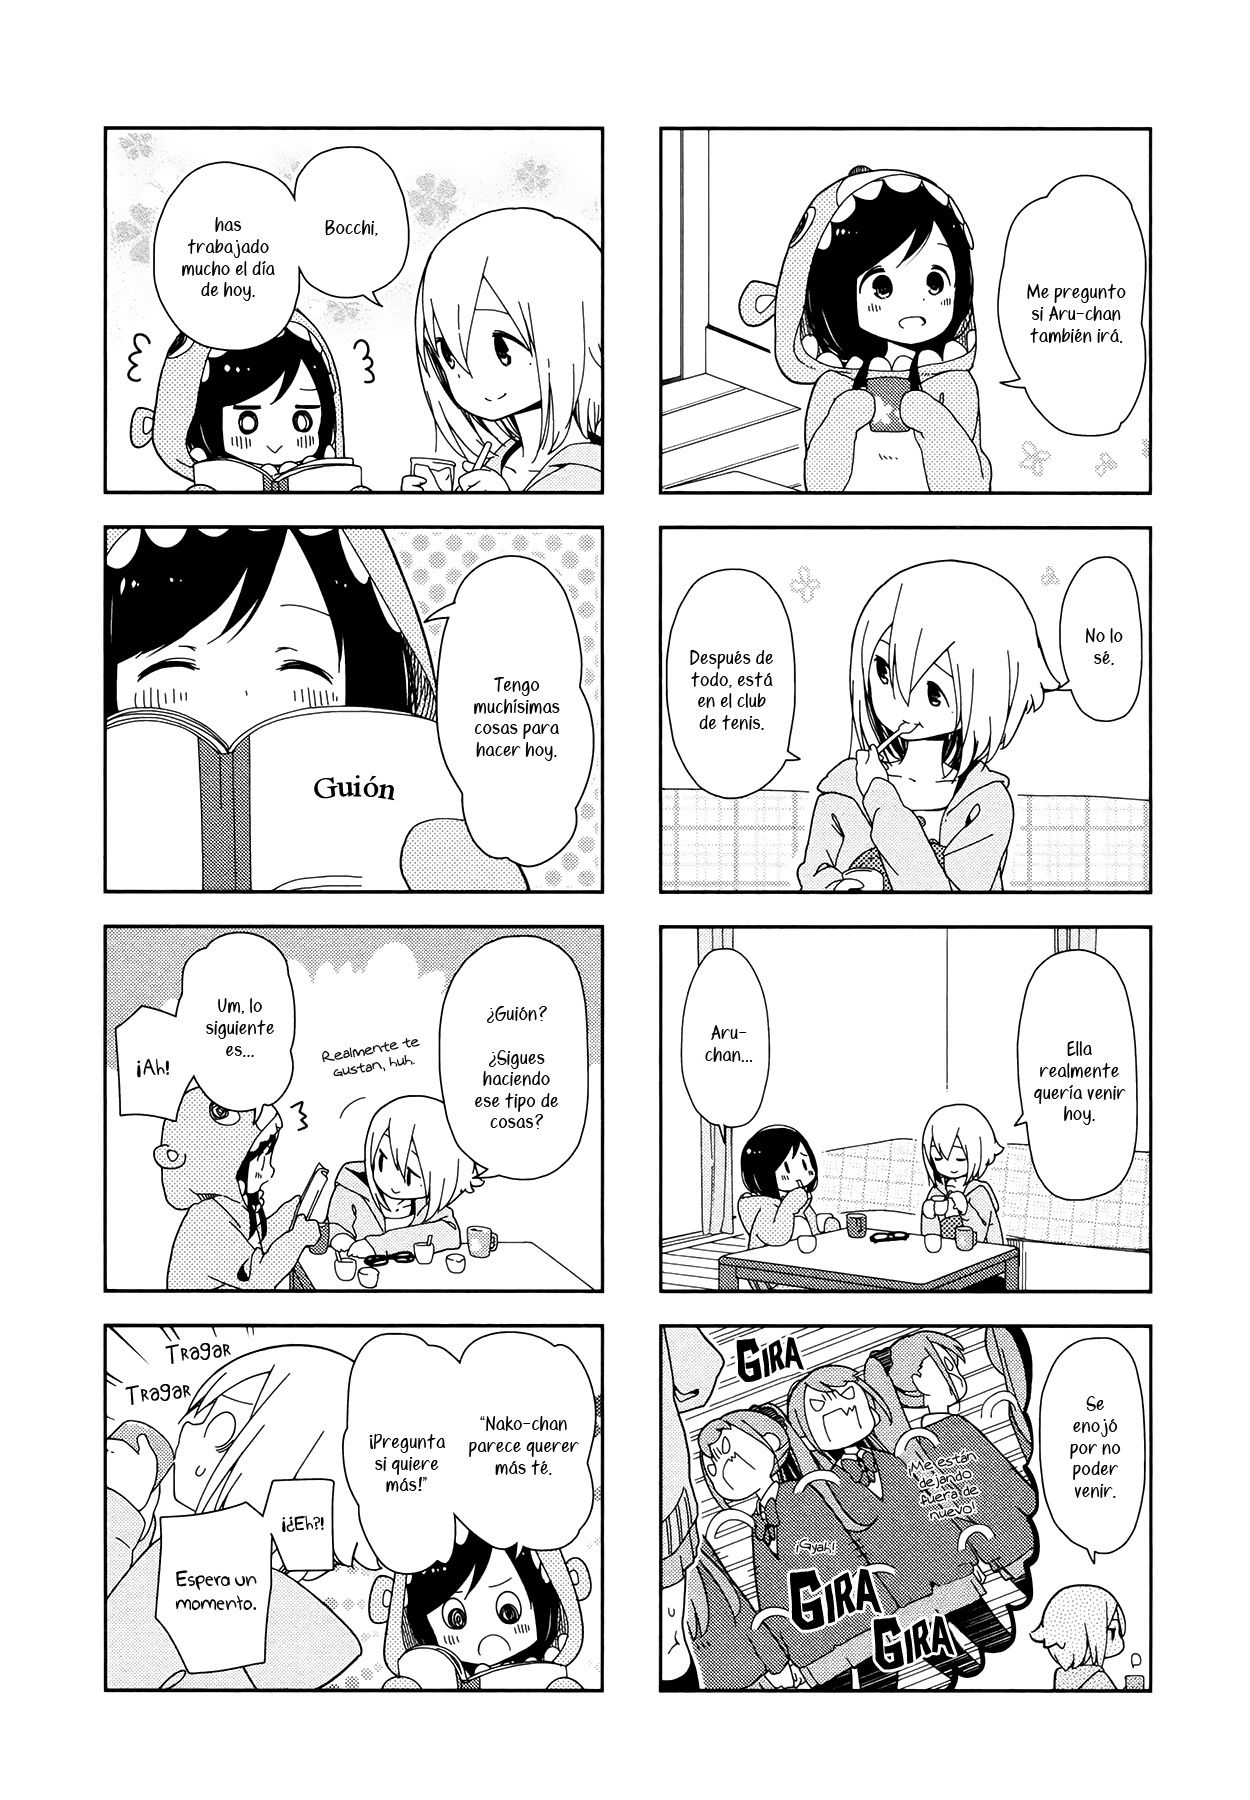 Me pregunto
si Aru-chan
también irá.
No lo
sé.
Después de
todo, está
en el club
de tenis.
Ella
realmente
quería venir
hoy.
Aru-
chan...
Se
enojó
por no
poder
venir.
GIRA
¡Me están
dejando
fuera de
nuevo!
¡Gyah!
GIRA
GIRA
Bocchi,
has
trabajado
mucho el día
de hoy.
Tengo
muchísimas
cosas para
hacer hoy.
Guión
¿Guión?
¿Sigues
haciendo
ese tipo de
cosas?
Realmente te
gustan, huh.
Um, lo
siguiente
es...
¡Ah!
"Nako-chan
parece querer
más té.
¡Pregunta
si quiere
más!"
Tragar
Tragar
¡¿Eh?!
Espera un
momento.